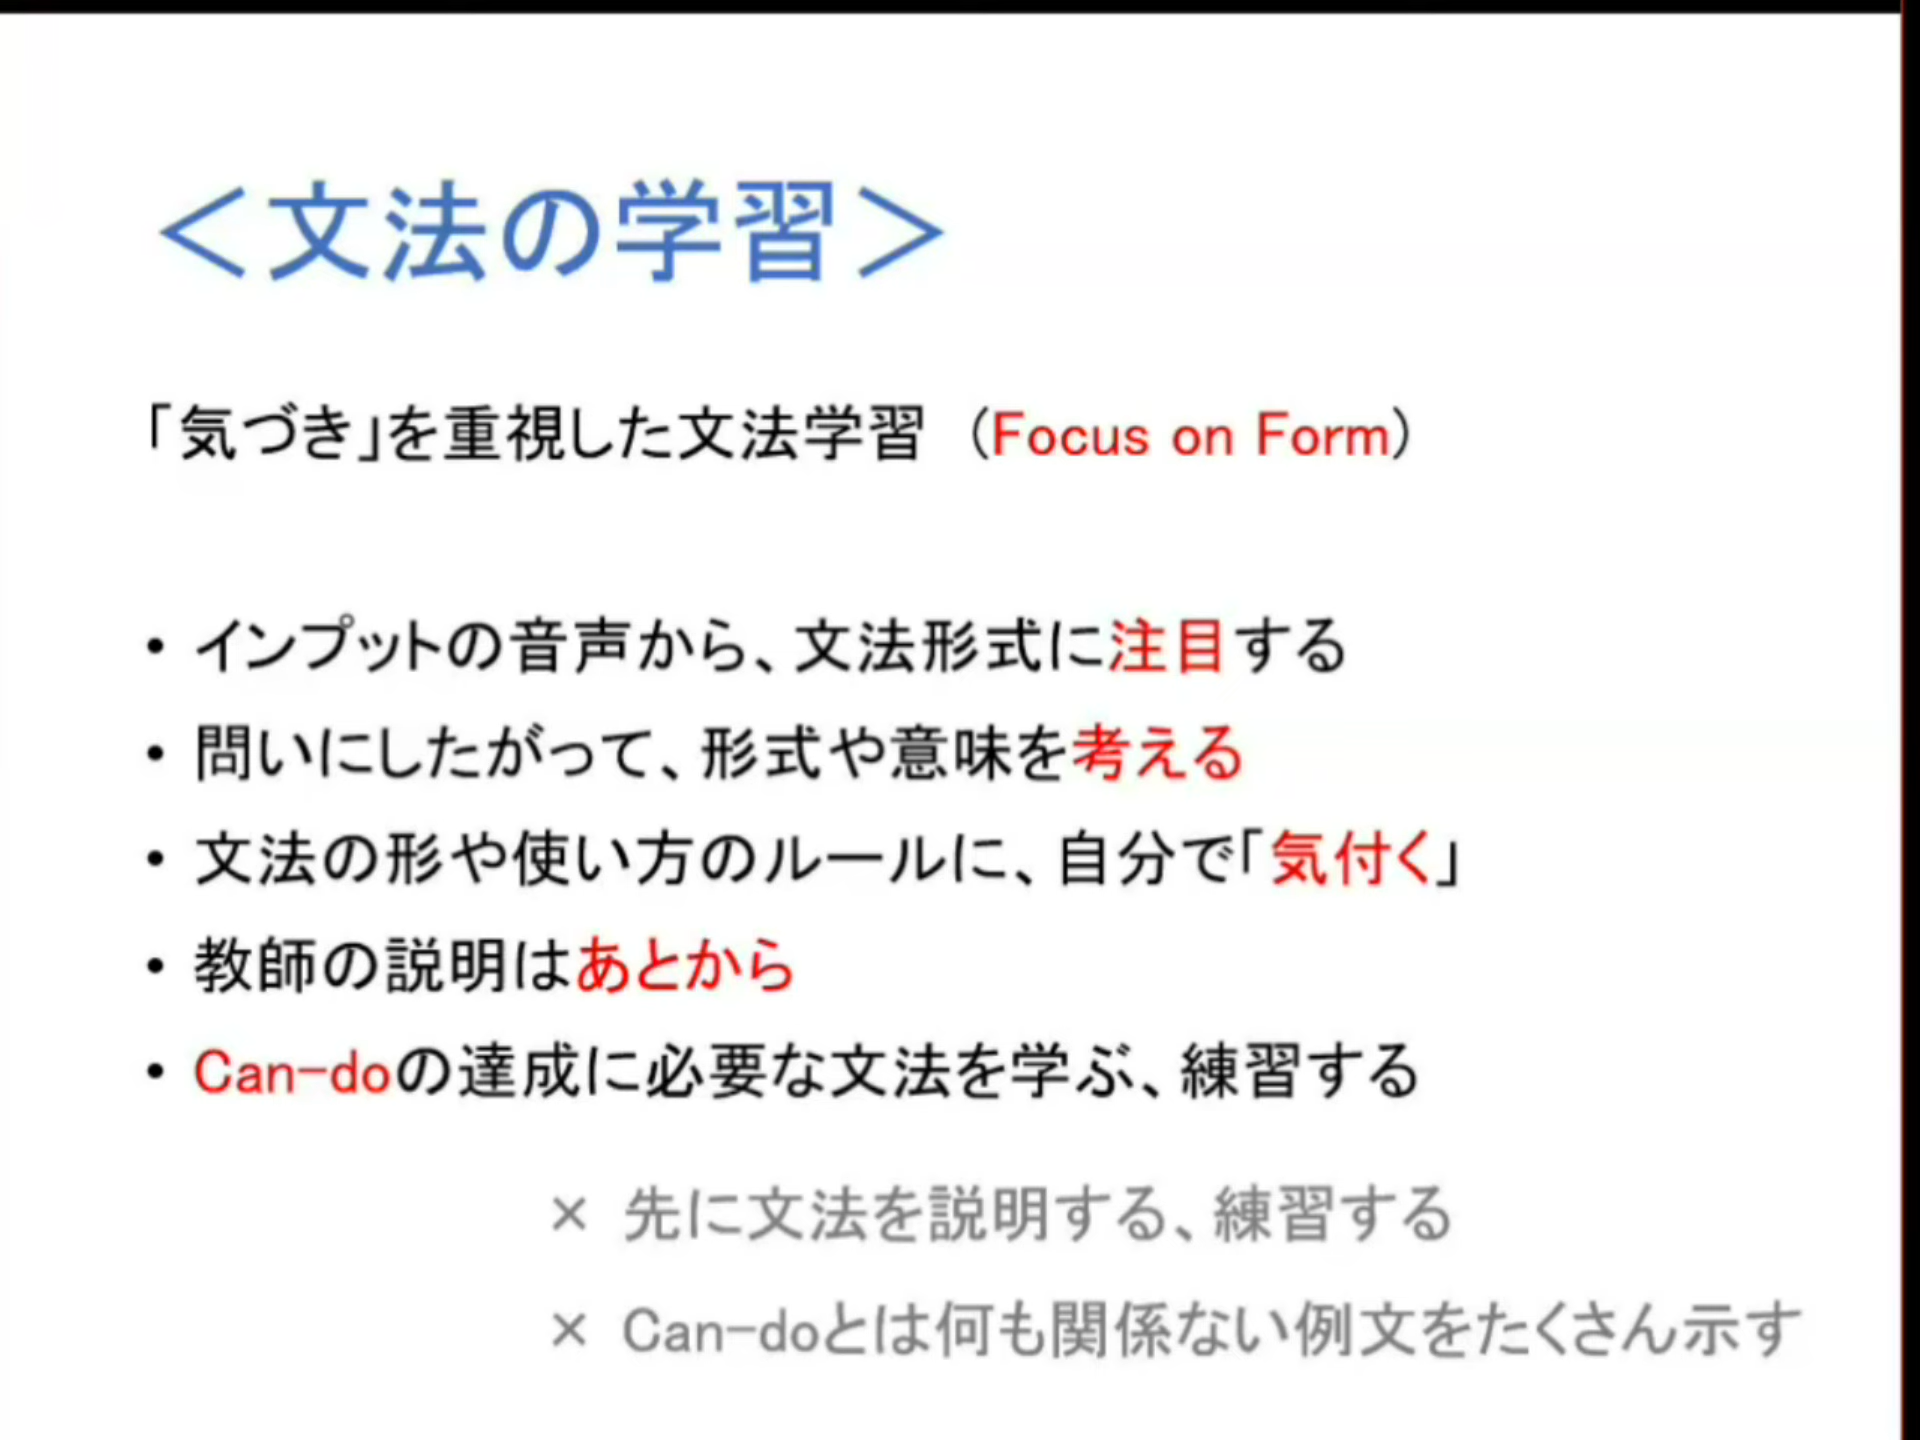 ＜文法の学習＞
「気づき」を重視した文法学習 （Focus on Form）
• インプットの音声から、文法形式に注目する
• 問いにしたがって、形式や意味を考える
• 文法の形や使い方のルールに、自分で「気付く」
• 教師の説明はあとから
• Can-doの達成に必要な文法を学ぶ、練習する
× 先に文法を説明する、練習する
× Can-doとは何も関係ない例文をたくさん示す